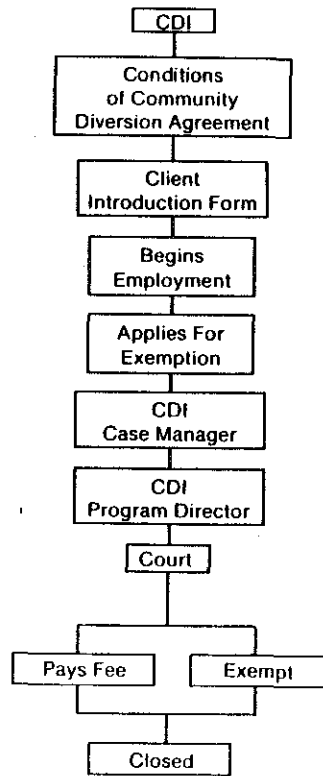 CDI
Conditions
of Community
Diversion Agreement
Client
Introduction Form
Begins
Employment
Applies For
Exemption
CDI
Case Manager
CDI
Program Director
Court
Pays Fee
Exempt
Closed